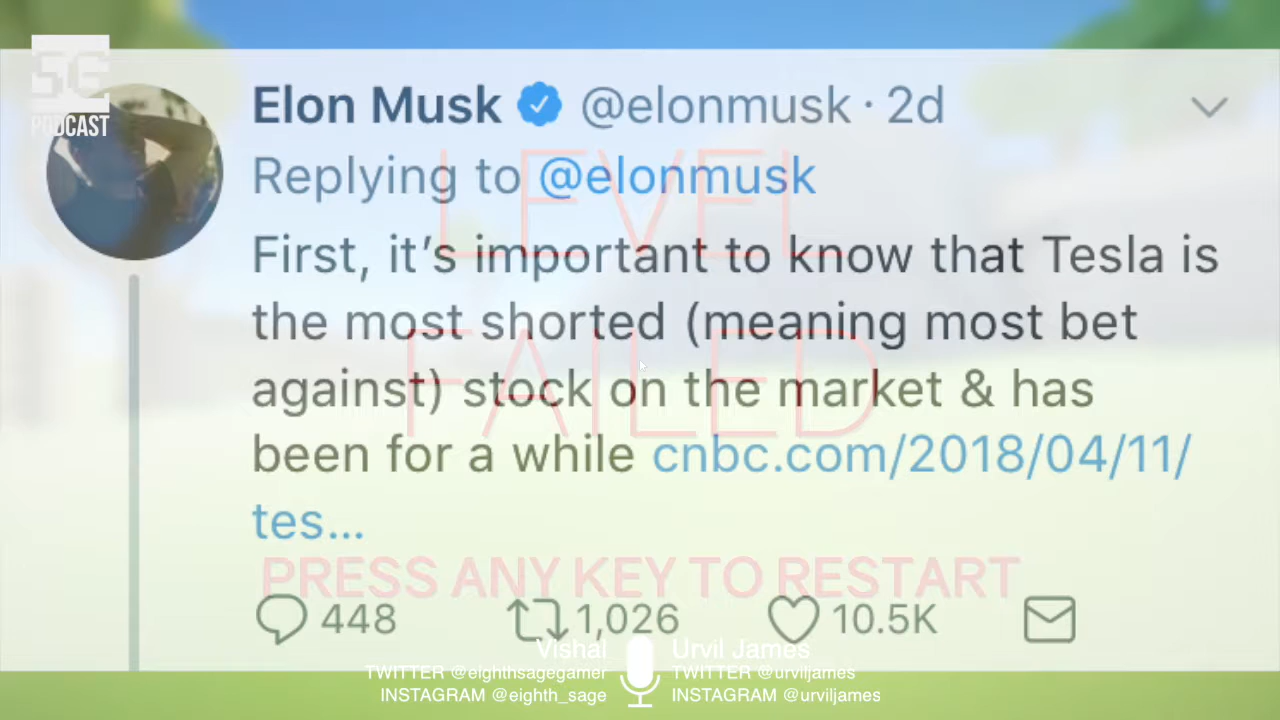 PODCAST
Elon Musk @elonmusk · 2d
Replying to @elonmusk
First, it's important to know that Tesla is
the most shorted (meaning most bet
against) stock on the market & has
been for a while cnbc.com/2018/04/11/
tes...
LEVEL
FAILED
PRESS ANY KEY TO RESTART
448 1,026 10.5K
Vishal
TWITTER @eighthsagegamer
INSTAGRAM @eighth_sage
Urvil James
TWITTER @urviljames
INSTAGRAM @urviljames